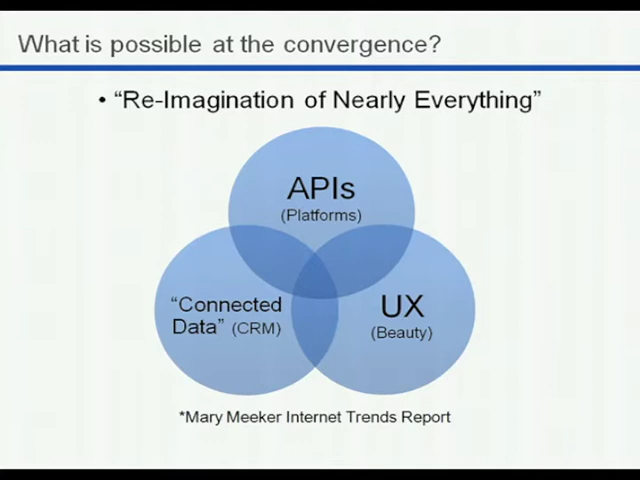 What is possible at the convergence?
• “Re-Imagination of Nearly Everything”
APIs
(Platforms)
“Connected
Data” (CRM)
UX
(Beauty)
*Mary Meeker Internet Trends Report